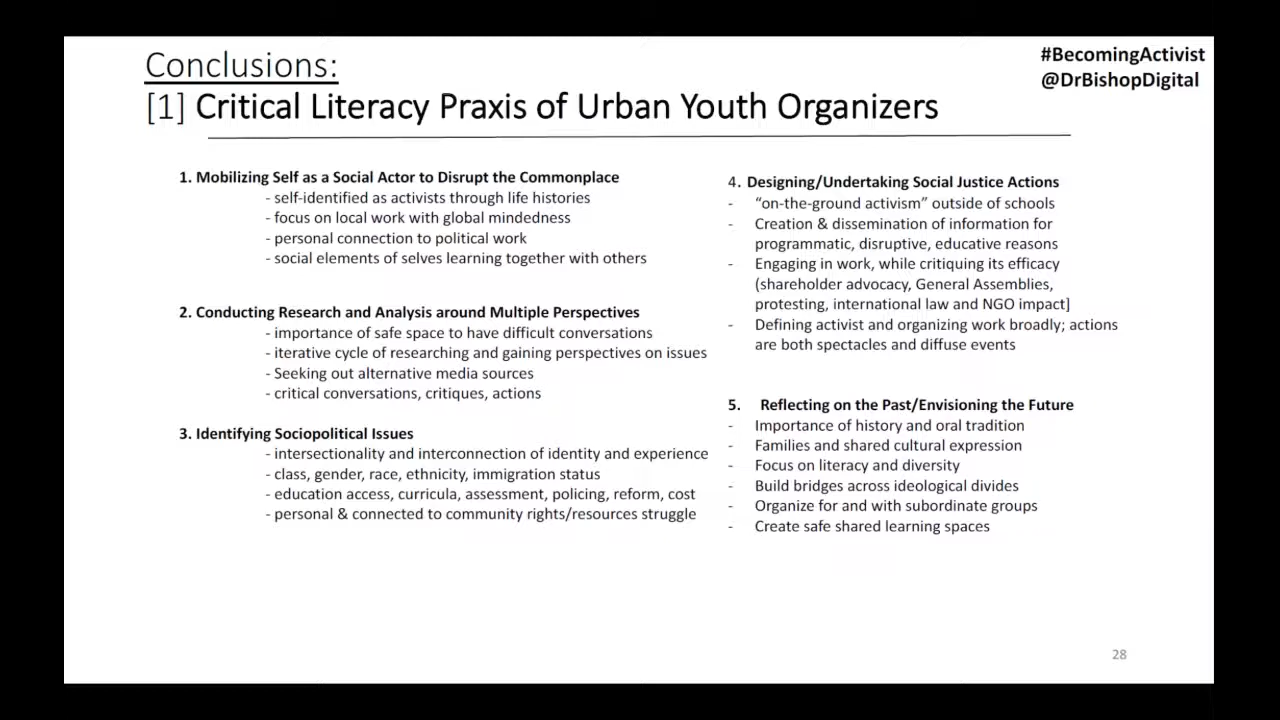 Conclusions:
[1] Critical Literacy Praxis of Urban Youth Organizers
#BecomingActivist
@DrBishopDigital
1. Mobilizing Self as a Social Actor to Disrupt the Commonplace
- self-identified as activists through life histories
- focus on local work with global mindedness
- personal connection to political work
- social elements of selves learning together with others
2. Conducting Research and Analysis around Multiple Perspectives
- importance of safe space to have difficult conversations
- iterative cycle of researching and gaining perspectives on issues
- Seeking out alternative media sources
- critical conversations, critiques, actions
3. Identifying Sociopolitical Issues
- intersectionality and interconnection of identity and experience
- class, gender, race, ethnicity, immigration status
- education access, curricula, assessment, policing, reform, cost
- personal & connected to community rights/resources struggle
4. Designing/Undertaking Social Justice Actions
- “on-the-ground activism” outside of schools
- Creation & dissemination of information for
programmatic, disruptive, educative reasons
- Engaging in work, while critiquing its efficacy
(shareholder advocacy, General Assemblies,
protesting, international law and NGO impact]
- Defining activist and organizing work broadly; actions
are both spectacles and diffuse events
5. Reflecting on the Past/Envisioning the Future
- Importance of history and oral tradition
- Families and shared cultural expression
- Focus on literacy and diversity
- Build bridges across ideological divides
- Organize for and with subordinate groups
- Create safe shared learning spaces
28